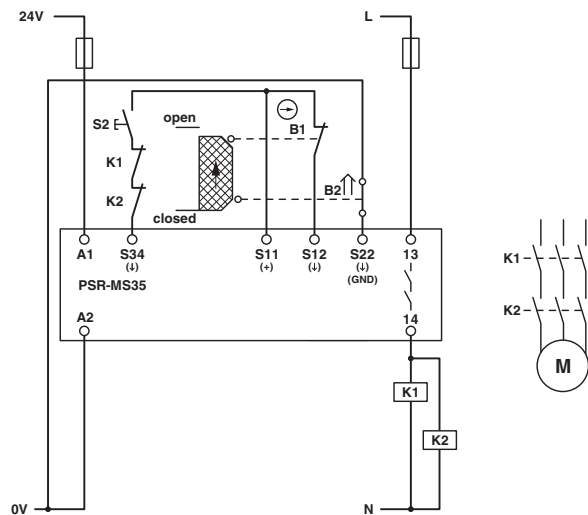 24V
L
open
S2
B1
K1
K2
B2
closed
A1
S34
(↓)
S11
(+)
S12
(↓)
S22
(↓)
(GND)
13
PSR-MS35
A2
14
K1
K2
M
K1
K2
0V
N